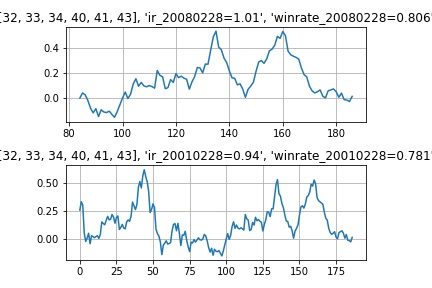 [32, 33, 34, 40, 41, 43], 'ir_20080228=1.01', 'winrate_20080228=0.806'
0.4
0.2
0.0
80 100 120 140 160 180
[32, 33, 34, 40, 41, 43], 'ir_20010228=0.94', 'winrate_20010228=0.781'
0.50
0.25
0.00
0 25 50 75 100 125 150 175